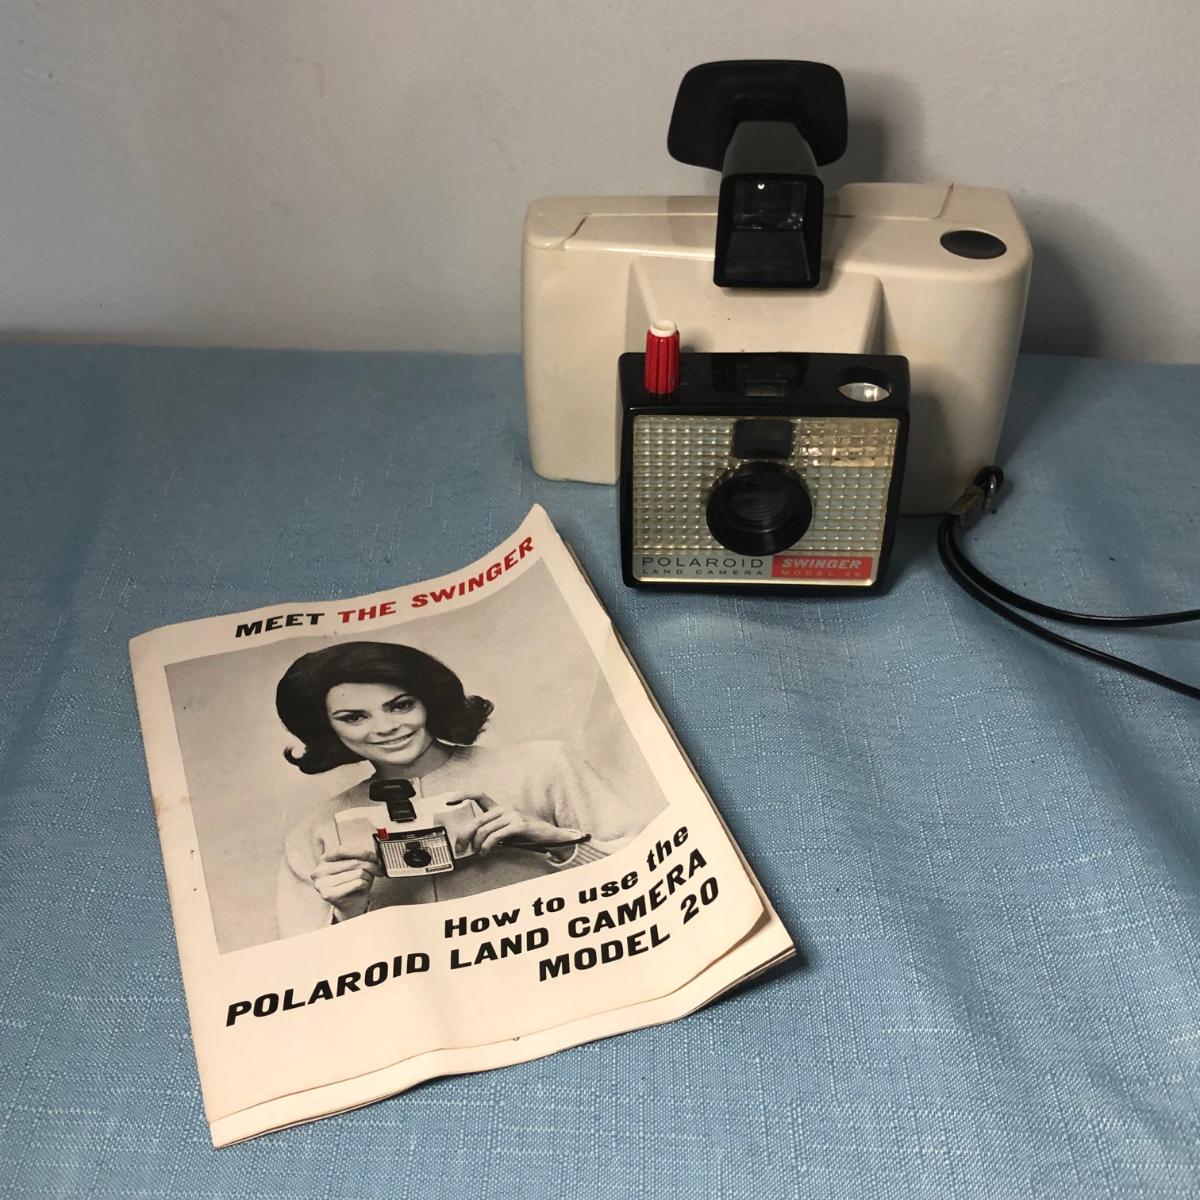 POLAROID SWINGER
LAND CAMERA MODEL 20
MEET THE SWINGER
How to use the
POLAROID LAND CAMERA
MODEL 20